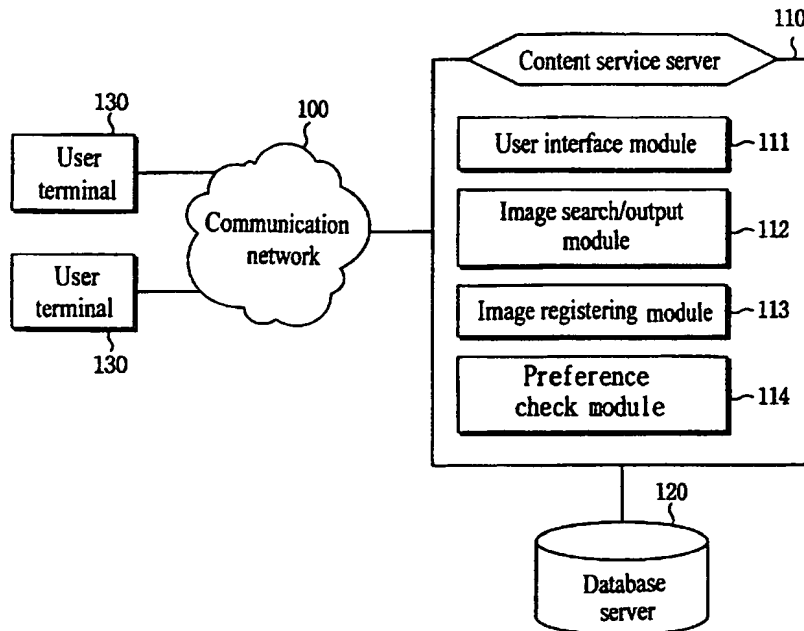 110
Content service server
130
User
terminal
100
Communication
network
User interface module
111
Image search/output
module
112
User
terminal
130
Image registering module
113
Preference
check module
114
120
Database
server